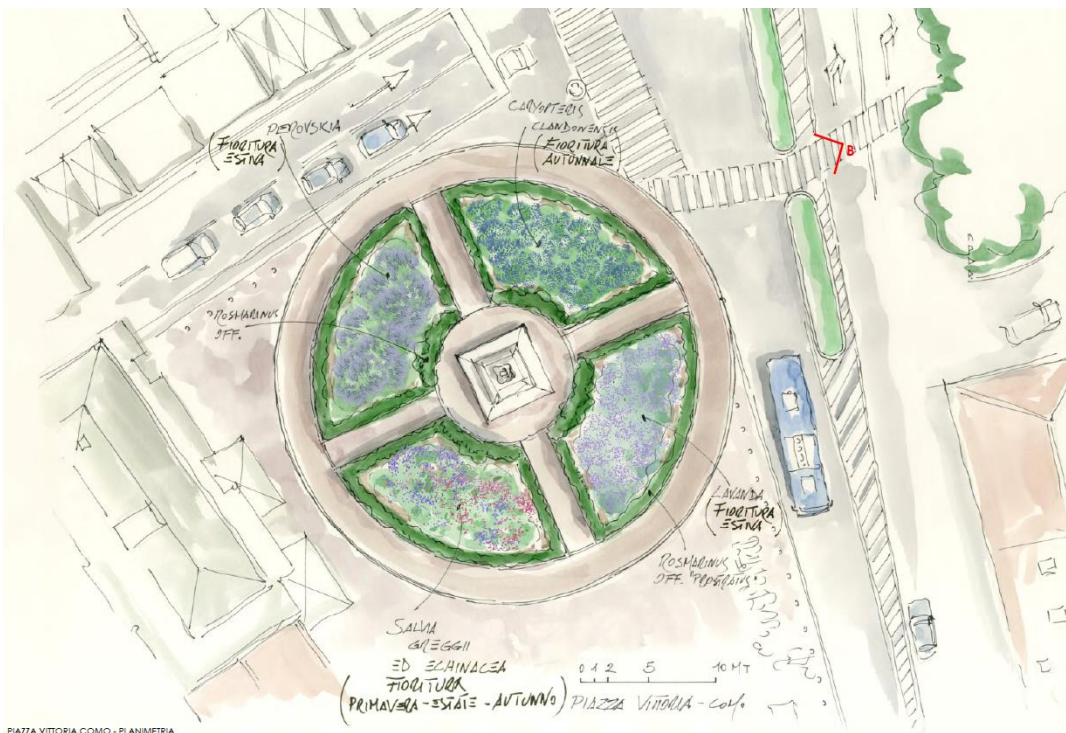 PEROVSKIA
(FIORITURA
ESTIVA)
CARYOPTERIS
CLANDONENSIS
(FIORITURA
AUTUNNALE)
B
ROSMARINUS
OFF.
LAVANDA
(FIORITURA
ESTIVA)
ROSMARINUS
OFF. "PROSTRATUS"
SALVIA
GREGGII
ED ECHINACEA
(FIORITURA
PRIMAVERA - ESTATE - AUTUNNO)
0 1 2 5 10 MT
PIAZZA VITTORIA - COMO
PIAZZA VITTORIA COMO - PLANIMETRIA